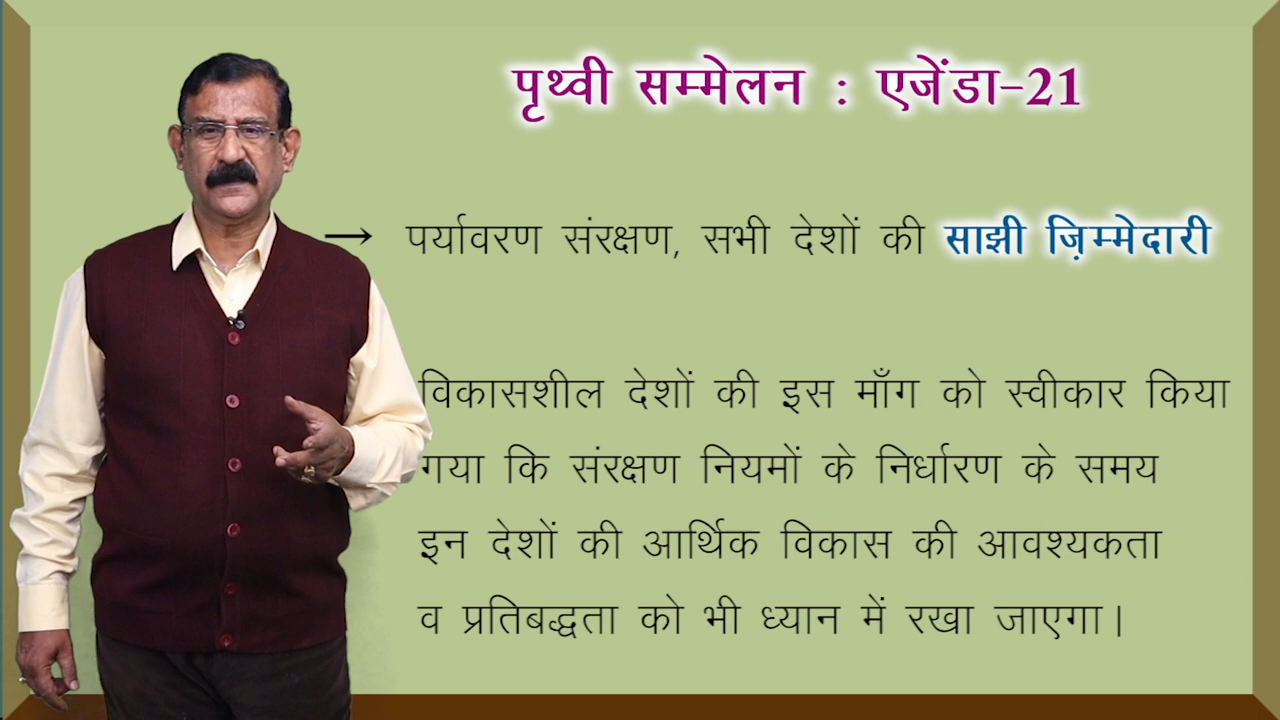 पृथ्वी सम्मेलन : एजेंडा-21
→ पर्यावरण संरक्षण, सभी देशों की साझी ज़िम्मेदारी
विकासशील देशों की इस माँग को स्वीकार किया
गया कि संरक्षण नियमों के निर्धारण के समय
इन देशों की आर्थिक विकास की आवश्यकता
व प्रतिबद्धता को भी ध्यान में रखा जाएगा।